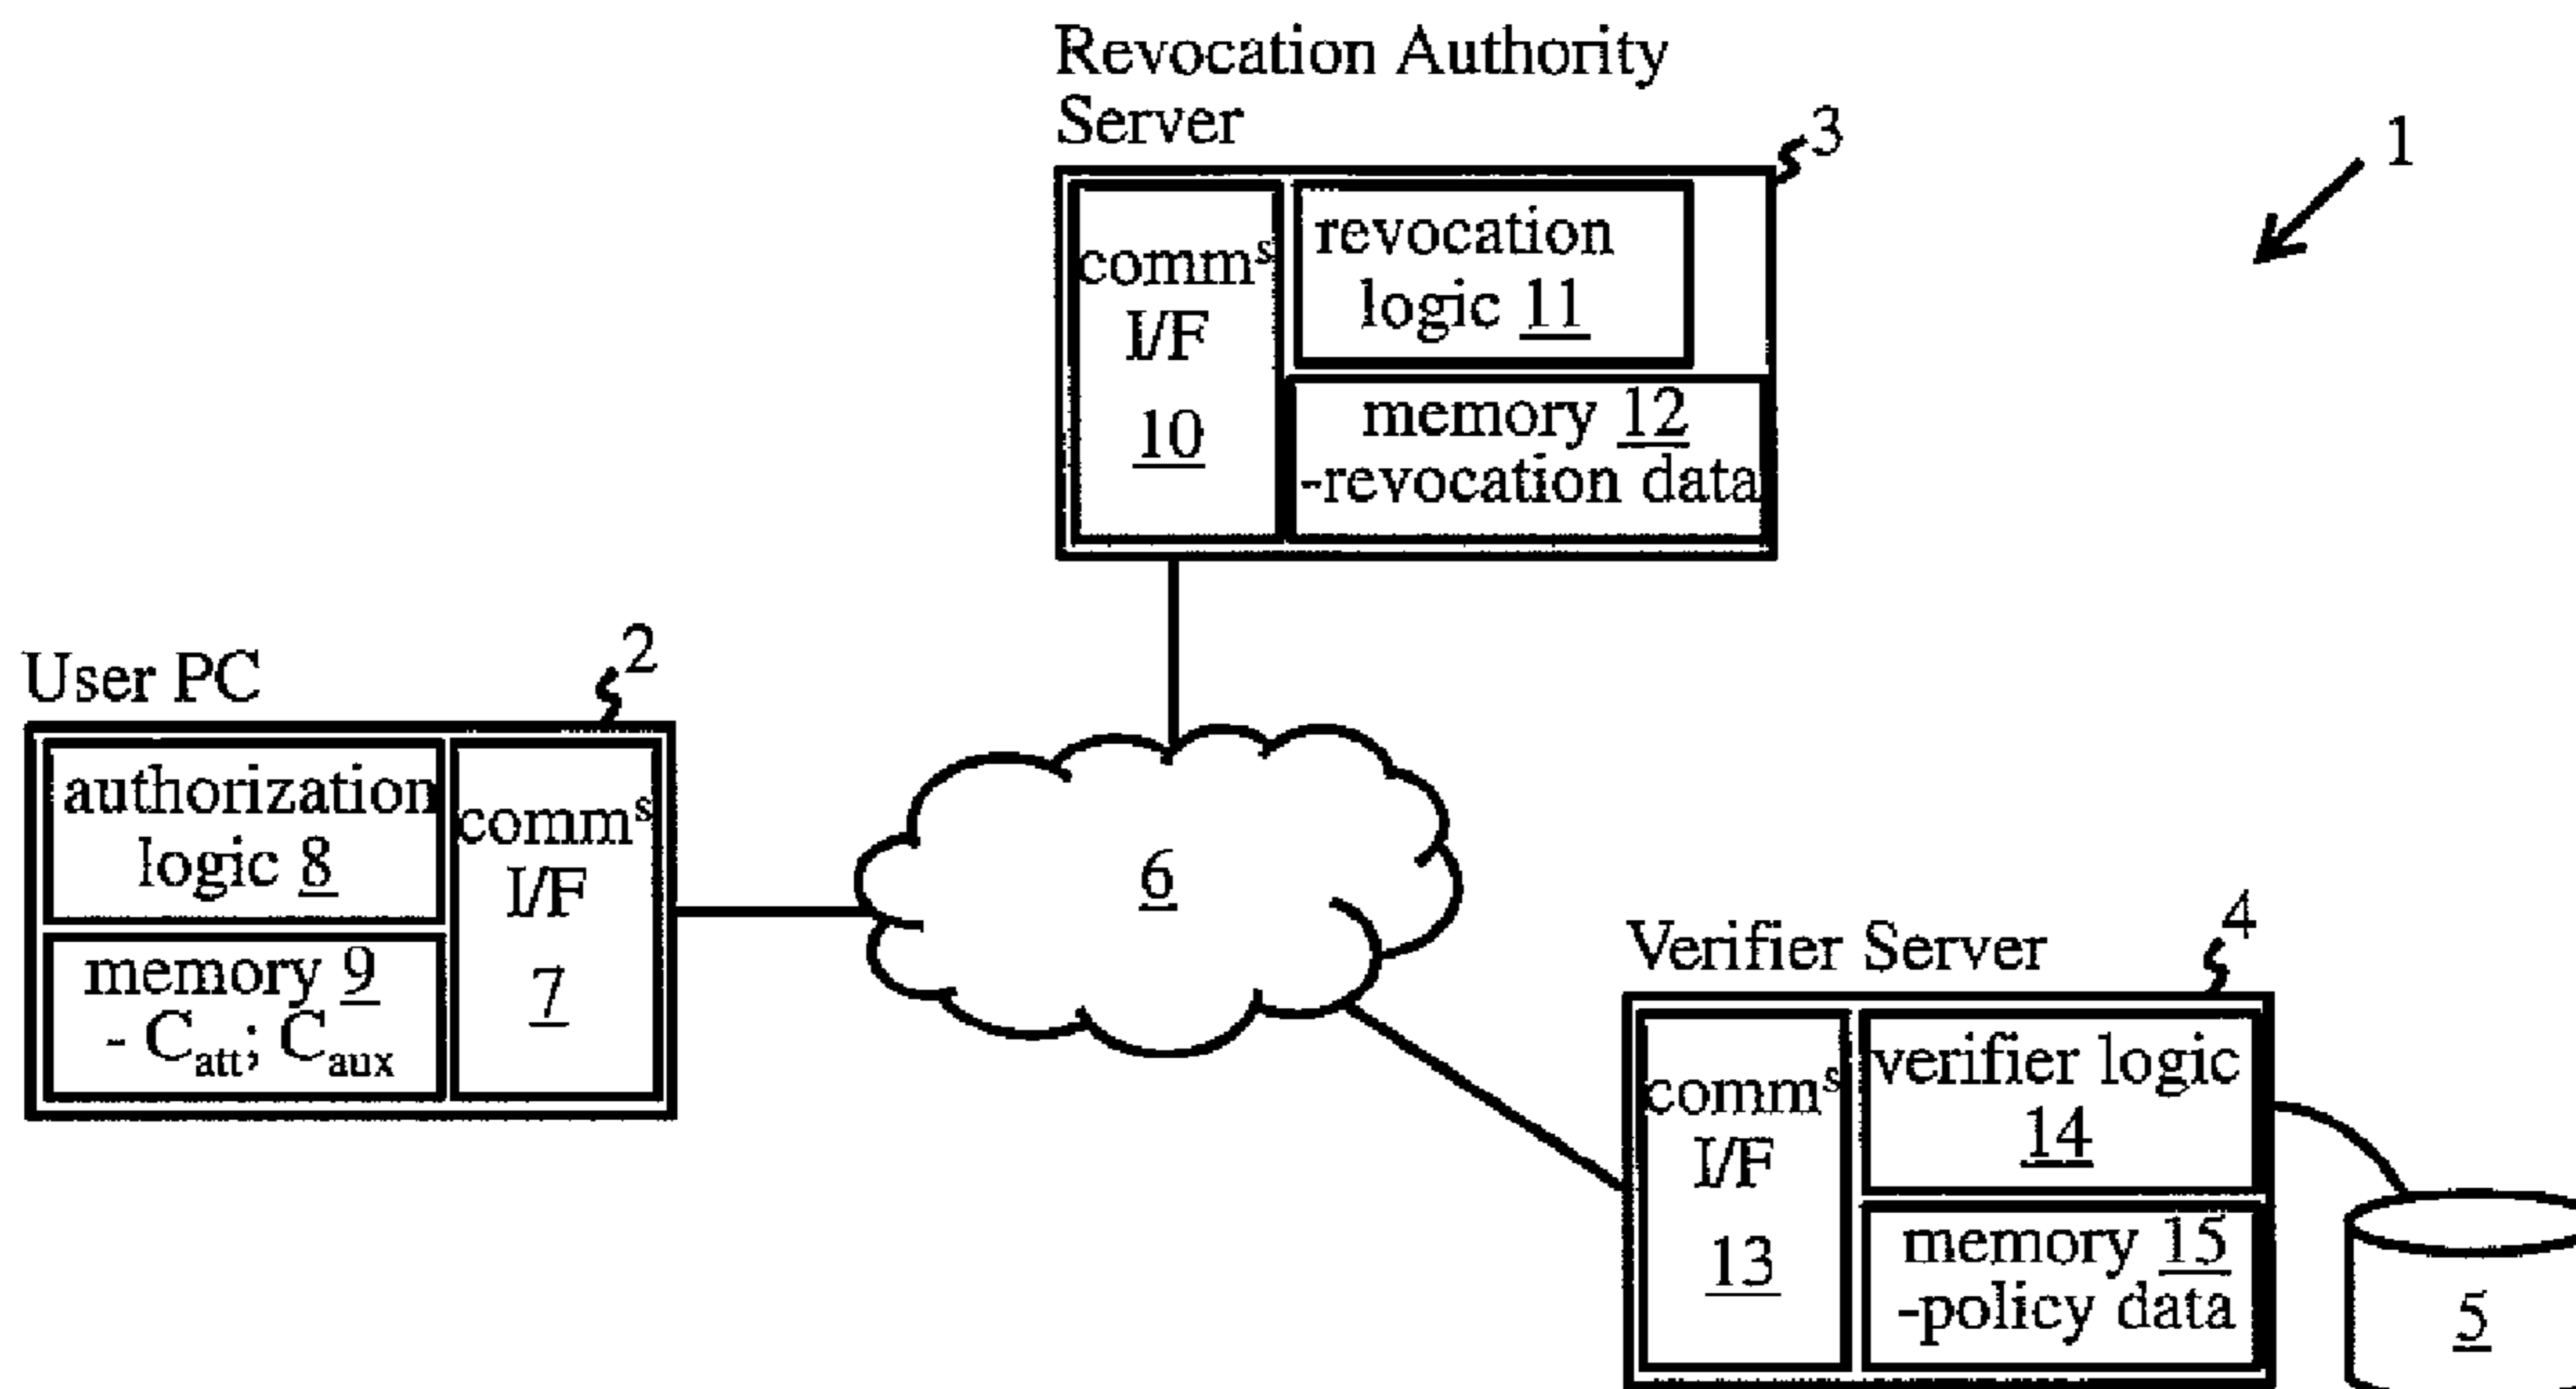 Revocation Authority
Server
3
1
comms
I/F
10
revocation
logic 11
memory 12
-revocation data
User PC
2
authorization
logic 8
memory 9
- Catt; Caux
comms
I/F
7
6
Verifier Server
4
comms
I/F
13
verifier logic
14
memory 15
-policy data
5